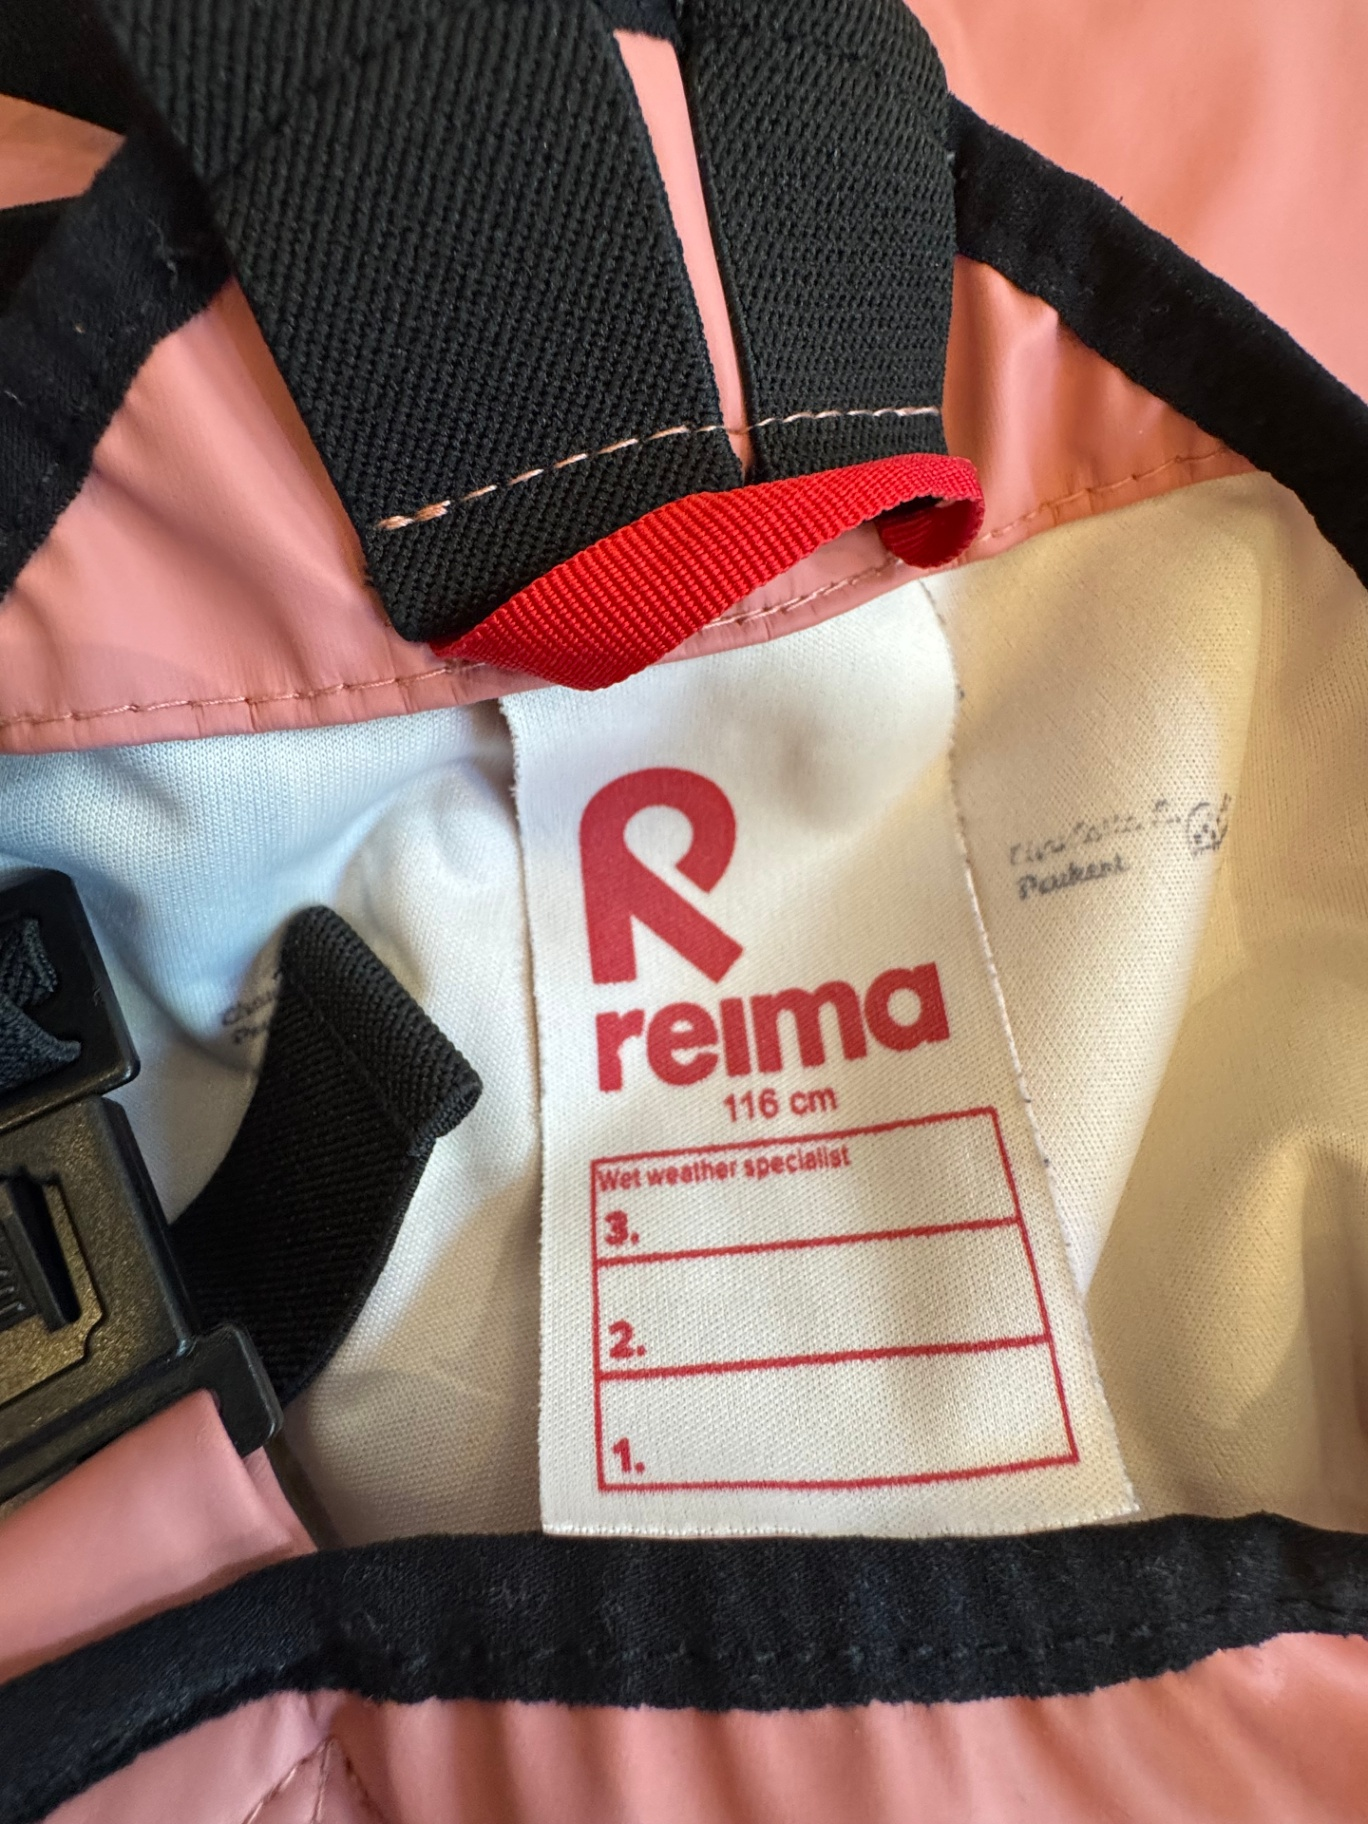 reima
116 cm
Wet weather specialist
3.
2.
1.